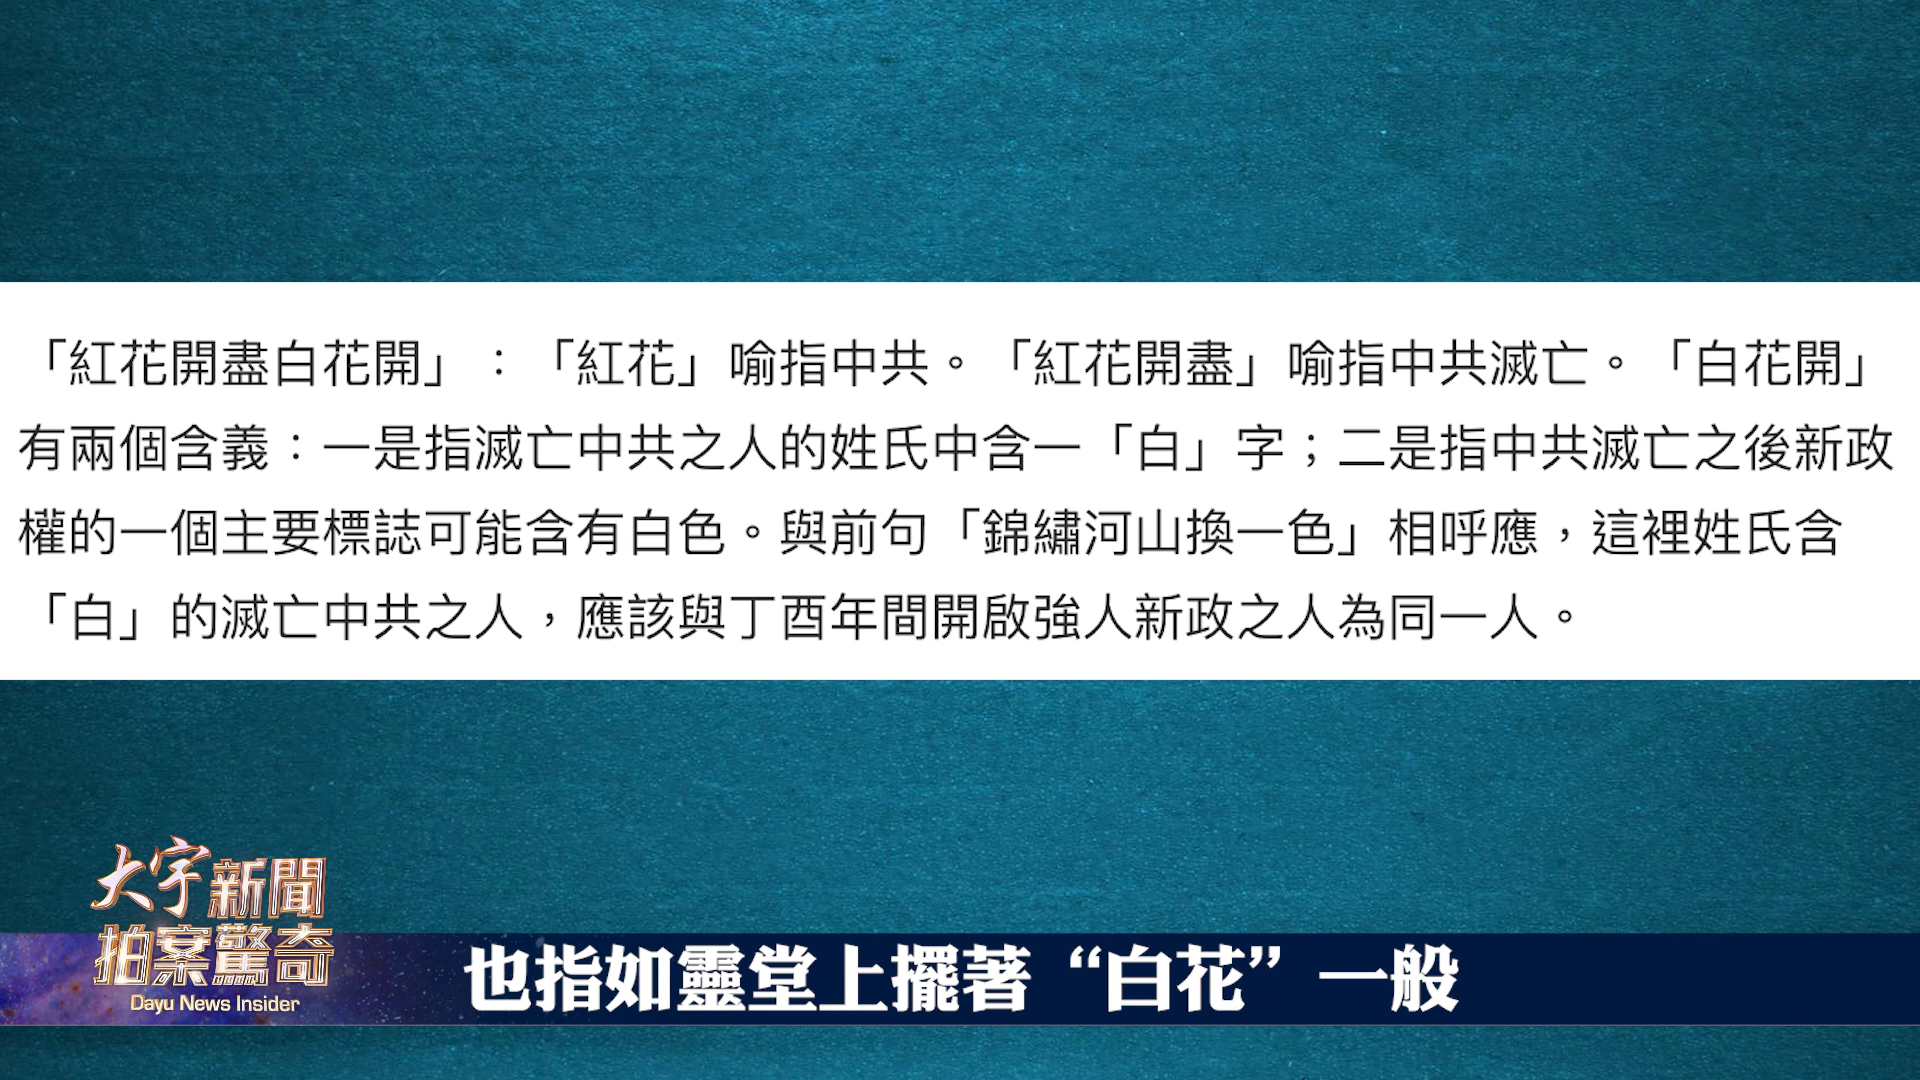 「紅花開盡白花開」：「紅花」喻指中共。「紅花開盡」喻指中共滅亡。「白花開」
有兩個含義：一是指滅亡中共之人的姓氏中含一「白」字；二是指中共滅亡之後新政
權的一個主要標誌可能含有白色。與前句「錦繡河山換一色」相呼應，這裡姓氏含
「白」的滅亡中共之人，應該與丁酉年間開啟強人新政之人為同一人。
大宇新聞
拍案驚奇
Dayu News Insider
也指如靈堂上擺著“白花”一般